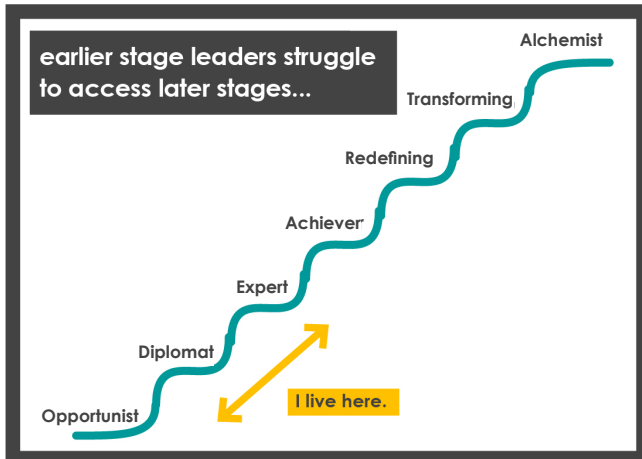 earlier stage leaders struggle
to access later stages...
Alchemist
Transforming
Redefining
Achiever
Expert
Diplomat
I live here.
Opportunist